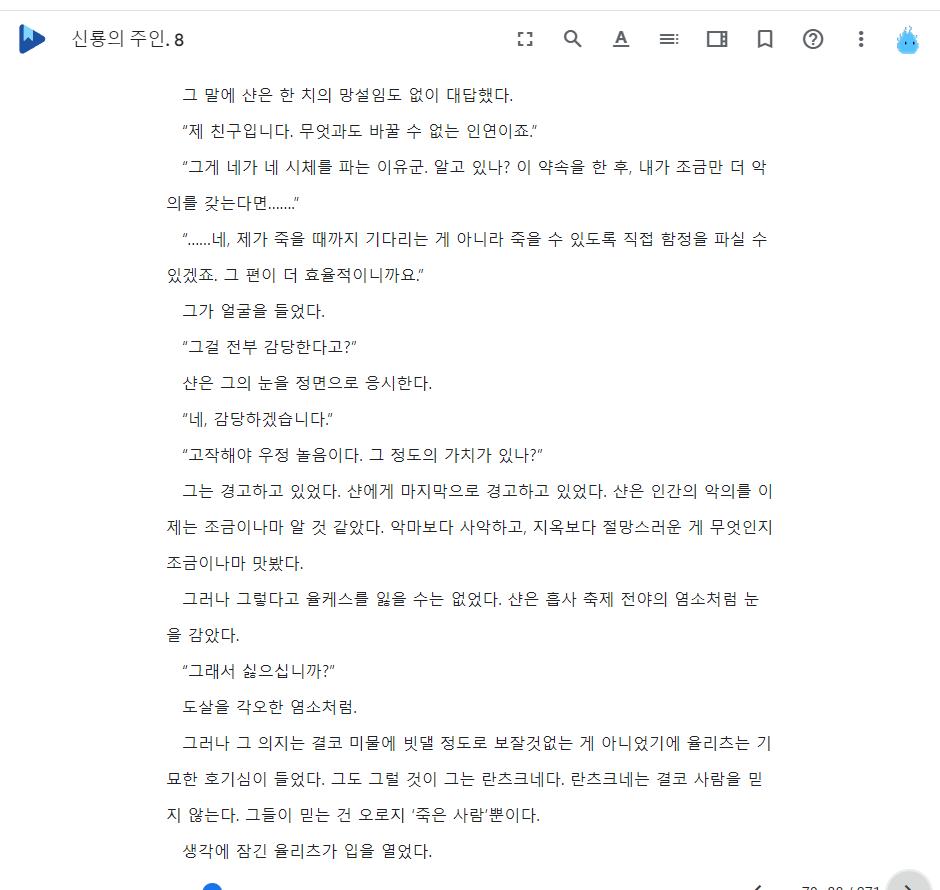 신룡의 주인. 8
그 말에 샨은 한 치의 망설임도 없이 대답했다.
“제 친구입니다. 무엇과도 바꿀 수 없는 인연이죠.”
“그게 네가 네 시체를 파는 이유군. 알고 있나? 이 약속을 한 후, 내가 조금만 더 악
의를 갖는다면…….”
“……네, 제가 죽을 때까지 기다리는 게 아니라 죽을 수 있도록 직접 함정을 파실 수
있겠죠. 그 편이 더 효율적이니까요.”
그가 얼굴을 들었다.
“그걸 전부 감당한다고?”
샨은 그의 눈을 정면으로 응시한다.
“네, 감당하겠습니다.”
“고작해야 우정 놀음이다. 그 정도의 가치가 있나?”
그는 경고하고 있었다. 샨에게 마지막으로 경고하고 있었다. 샨은 인간의 악의를 이
제는 조금이나마 알 것 같았다. 악마보다 사악하고, 지옥보다 절망스러운 게 무엇인지
조금이나마 맛봤다.
그러나 그렇다고 율케스를 잃을 수는 없었다. 샨은 흡사 축제 전야의 염소처럼 눈
을 감았다.
“그래서 싫으십니까?”
도살을 각오한 염소처럼.
그러나 그 의지는 결코 미물에 빗댈 정도로 보잘것없는 게 아니었기에 율리츠는 기
묘한 호기심이 들었다. 그도 그럴 것이 그는 란츠크네다. 란츠크네는 결코 사람을 믿
지 않는다. 그들이 믿는 건 오로지 ‘죽은 사람’뿐이다.
생각에 잠긴 율리츠가 입을 열었다.